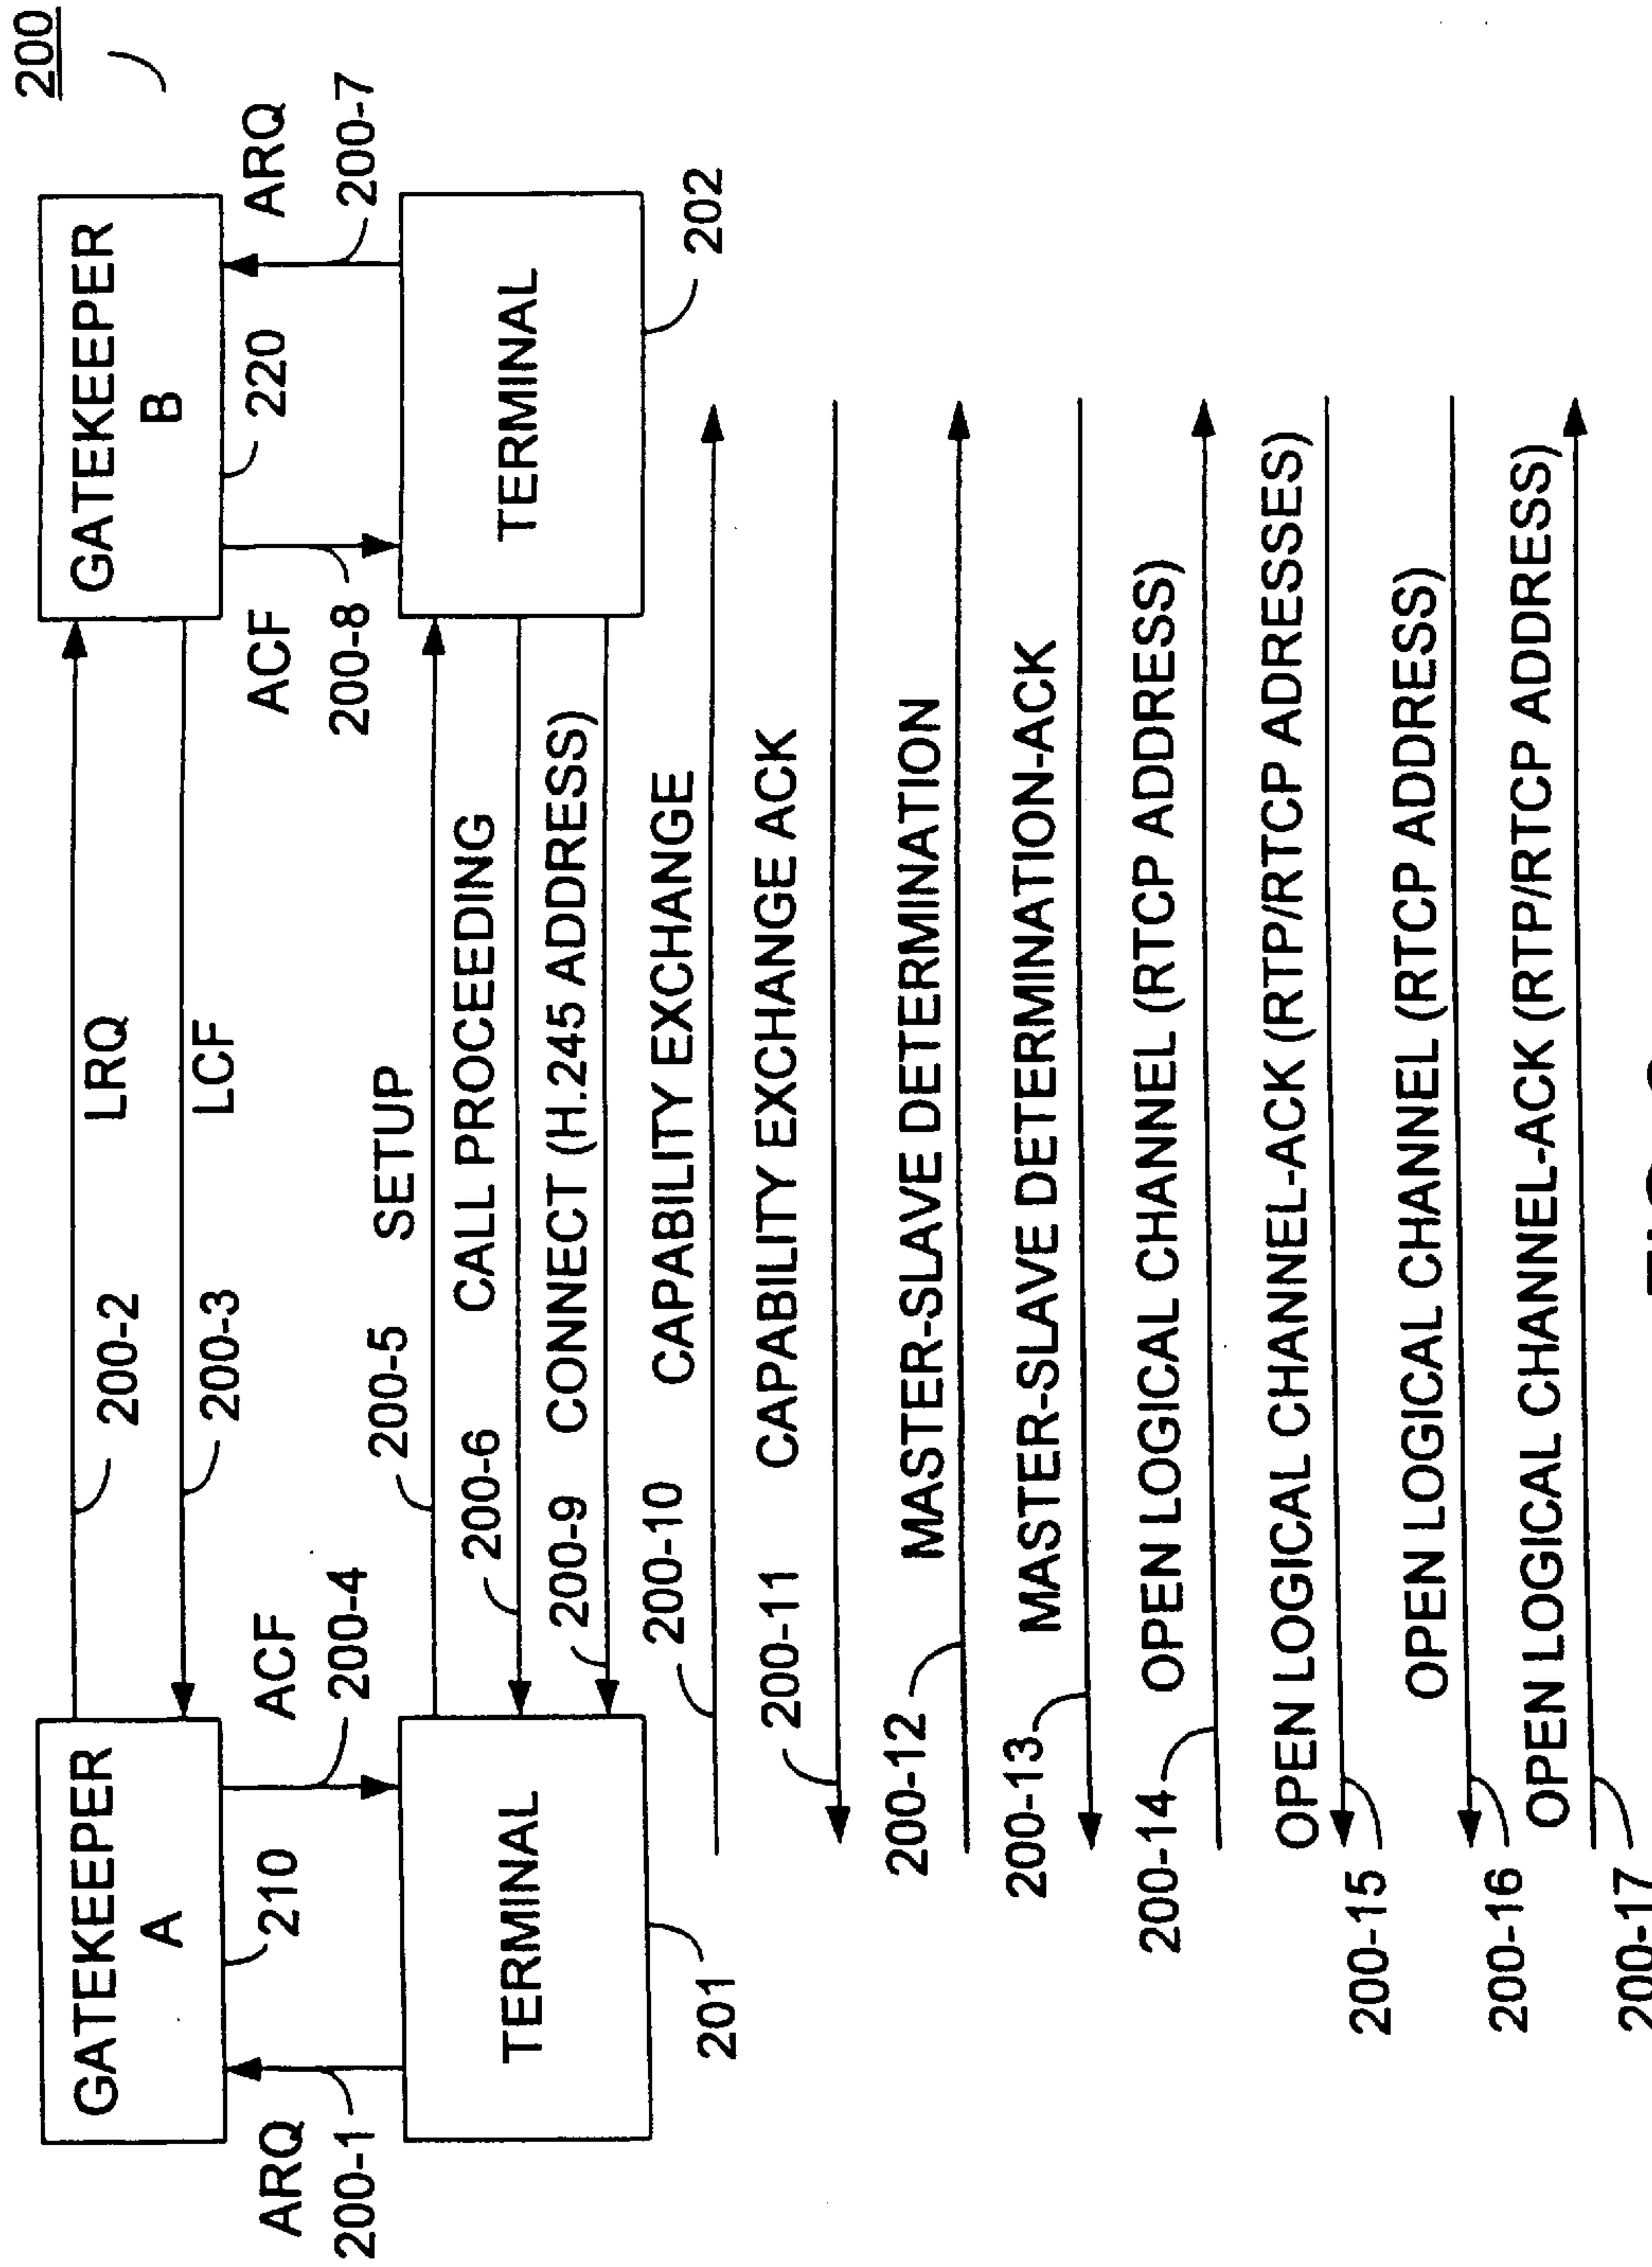 200
GATEKEEPER
A
GATEKEEPER
B
LRQ
200-2
LCF
200-3
210
220
ARQ
200-1
ACF
200-4
ACF
200-8
ARQ
200-7
TERMINAL
TERMINAL
201
202
SETUP
200-5
CALL PROCEEDING
200-6
CONNECT (H.245 ADDRESS)
200-9
CAPABILITY EXCHANGE
200-10
CAPABILITY EXCHANGE ACK
200-11
MASTER-SLAVE DETERMINATION
200-12
MASTER-SLAVE DETERMINATION-ACK
200-13
OPEN LOGICAL CHANNEL (RTCP ADDRESS)
200-14
OPEN LOGICAL CHANNEL-ACK (RTP/RTCP ADRESSES)
200-15
OPEN LOGICAL CHANNEL (RTCP ADDRESS)
200-16
OPEN LOGICAL CHANNEL-ACK (RTP/RTCP ADDRESS)
200-17